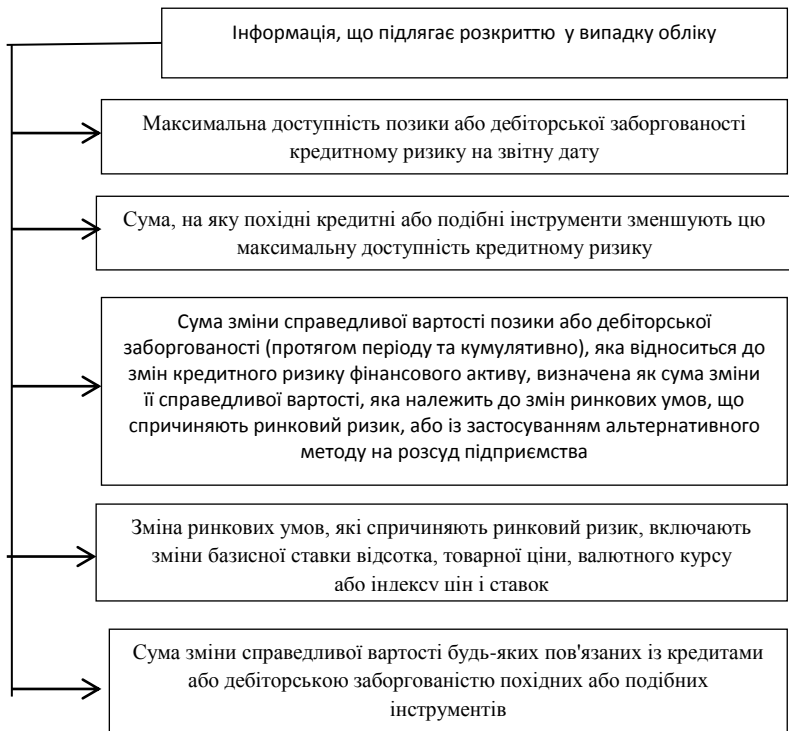 Інформація, що підлягає розкриттю у випадку обліку
Максимальна доступність позики або дебіторської заборгованості
кредитному ризику на звітну дату
Сума, на яку похідні кредитні або подібні інструменти зменшують цю
максимальну доступність кредитному ризику
Сума зміни справедливої вартості позики або дебіторської
заборгованості (протягом періоду та кумулятивно), яка відноситься до
змін кредитного ризику фінансового активу, визначена як сума зміни
її справедливої вартості, яка належить до змін ринкових умов, що
спричиняють ринковий ризик, або із застосуванням альтернативного
методу на розсуд підприємства
Зміна ринкових умов, які спричиняють ринковий ризик, включають
зміни базисної ставки відсотка, товарної ціни, валютного курсу
або індексу цін і ставок
Сума зміни справедливої вартості будь-яких пов'язаних із кредитами
або дебіторською заборгованістю похідних або подібних
інструментів